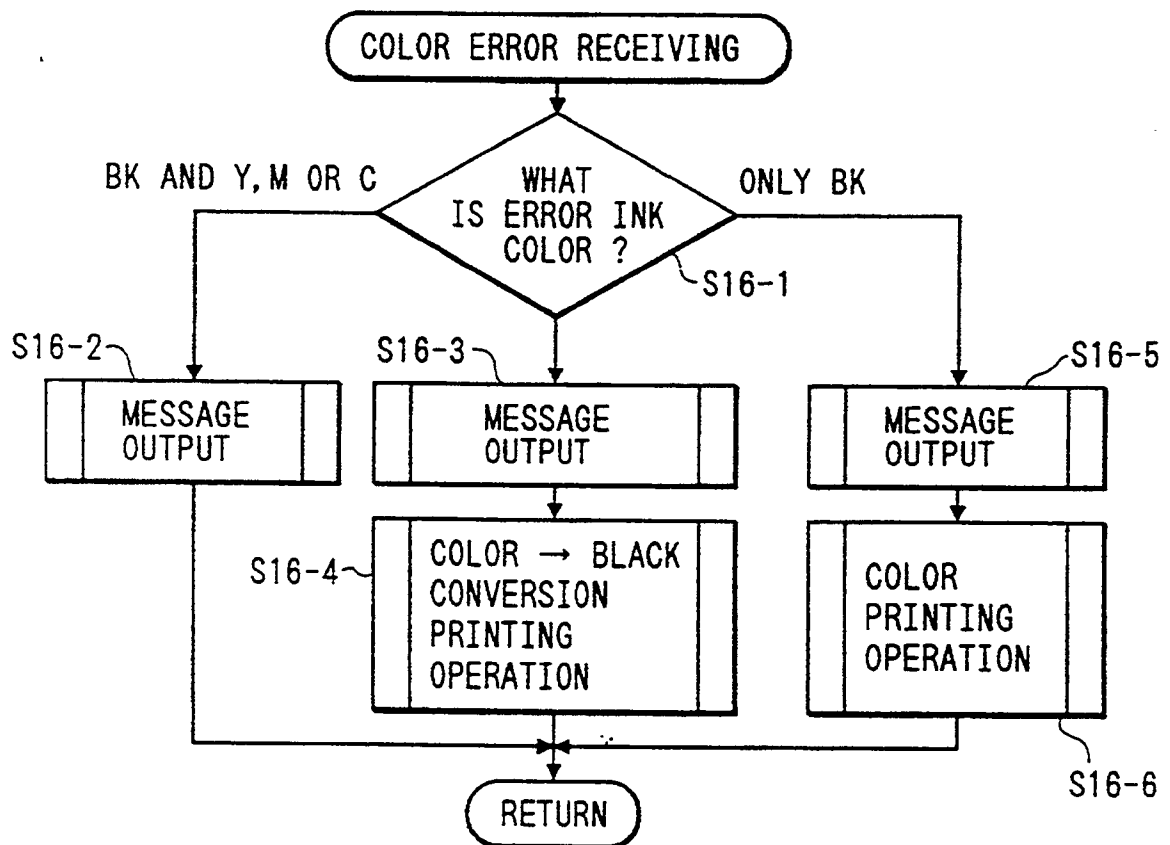 COLOR ERROR RECEIVING
BK AND Y, M OR C
WHAT
IS ERROR INK
COLOR ?
ONLY BK
S16-1
S16-2
MESSAGE
OUTPUT
S16-3
MESSAGE
OUTPUT
S16-5
MESSAGE
OUTPUT
S16-4
COLOR → BLACK
CONVERSION
PRINTING
OPERATION
COLOR
PRINTING
OPERATION
S16-6
RETURN